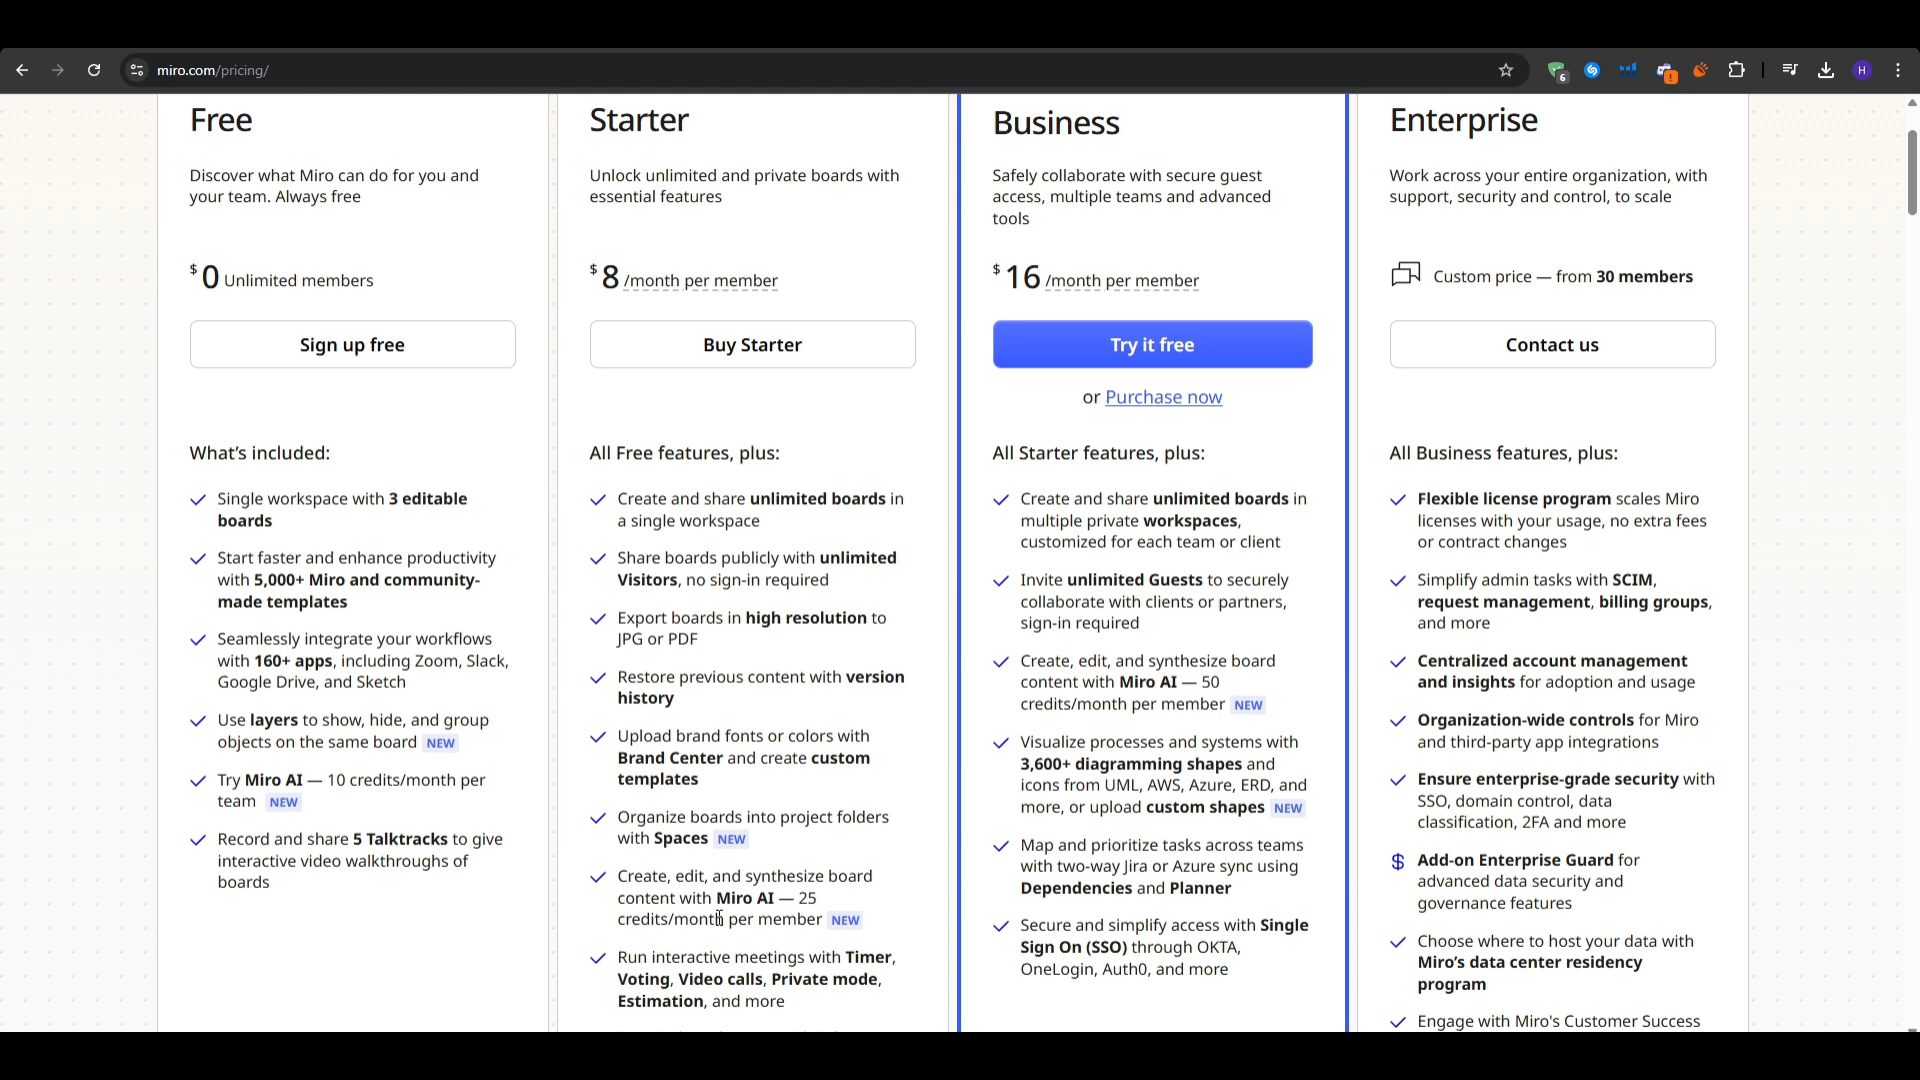 miro.com/pricing/
6
!
H
Free
Discover what Miro can do for you and
your team. Always free
$0 Unlimited members
Sign up free
What's included:
Single workspace with 3 editable
boards
Start faster and enhance productivity
with 5,000+ Miro and community-
made templates
Seamlessly integrate your workflows
with 160+ apps, including Zoom, Slack,
Google Drive, and Sketch
Use layers to show, hide, and group
objects on the same board NEW
Try Miro AI — 10 credits/month per
team NEW
Record and share 5 Talktracks to give
interactive video walkthroughs of
boards
Starter
Unlock unlimited and private boards with
essential features
$8 /month per member
Buy Starter
All Free features, plus:
Create and share unlimited boards in
a single workspace
Share boards publicly with unlimited
Visitors, no sign-in required
Export boards in high resolution to
JPG or PDF
Restore previous content with version
history
Upload brand fonts or colors with
Brand Center and create custom
templates
Organize boards into project folders
with Spaces NEW
Create, edit, and synthesize board
content with Miro AI — 25
credits/month per member NEW
Run interactive meetings with Timer,
Voting, Video calls, Private mode,
Estimation, and more
Business
Safely collaborate with secure guest
access, multiple teams and advanced
tools
$16 /month per member
Try it free
or Purchase now
All Starter features, plus:
Create and share unlimited boards in
multiple private workspaces,
customized for each team or client
Invite unlimited Guests to securely
collaborate with clients or partners,
sign-in required
Create, edit, and synthesize board
content with Miro AI — 50
credits/month per member NEW
Visualize processes and systems with
3,600+ diagramming shapes and
icons from UML, AWS, Azure, ERD, and
more, or upload custom shapes NEW
Map and prioritize tasks across teams
with two-way Jira or Azure sync using
Dependencies and Planner
Secure and simplify access with Single
Sign On (SSO) through OKTA,
OneLogin, Auth0, and more
Enterprise
Work across your entire organization, with
support, security and control, to scale
Custom price — from 30 members
Contact us
All Business features, plus:
Flexible license program scales Miro
licenses with your usage, no extra fees
or contract changes
Simplify admin tasks with SCIM,
request management, billing groups,
and more
Centralized account management
and insights for adoption and usage
Organization-wide controls for Miro
and third-party app integrations
Ensure enterprise-grade security with
SSO, domain control, data
classification, 2FA and more
$ Add-on Enterprise Guard for
advanced data security and
governance features
Choose where to host your data with
Miro's data center residency
program
Engage with Miro's Customer Success